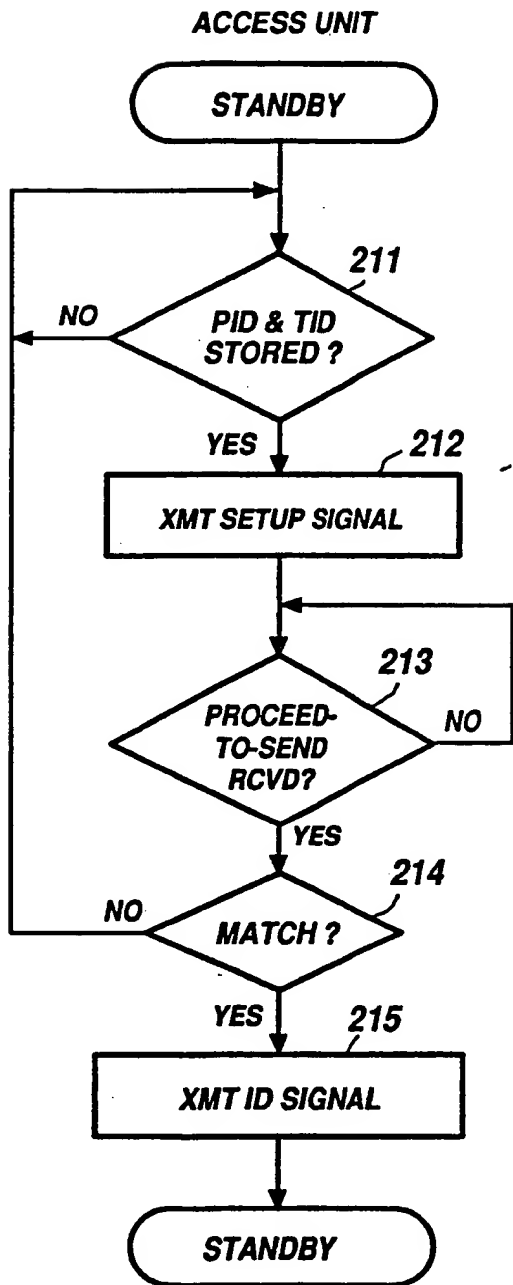 ACCESS UNIT
STANDBY
211
NO
PID & TID
STORED ?
YES
212
XMT SETUP SIGNAL
213
PROCEED-
TO-SEND
RCVD?
NO
YES
214
NO
MATCH ?
YES
215
XMT ID SIGNAL
STANDBY